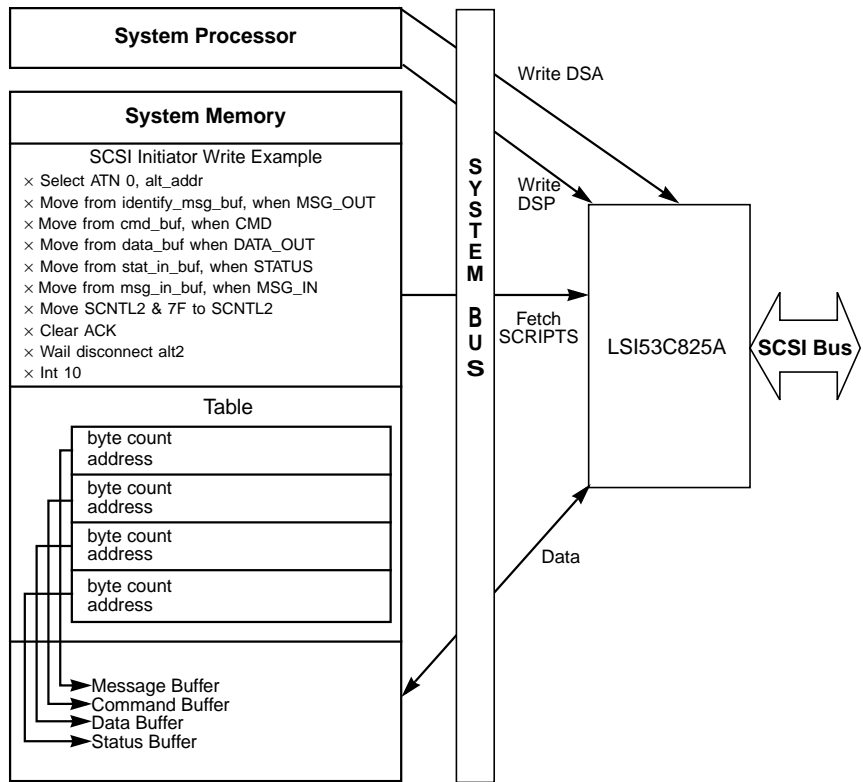 System Processor
System Memory
SCSI Initiator Write Example
× Select ATN 0, alt_addr
× Move from identify_msg_buf, when MSG_OUT
× Move from cmd_buf, when CMD
× Move from data_buf when DATA_OUT
× Move from stat_in_buf, when STATUS
× Move from msg_in_buf, when MSG_IN
× Move SCNTL2 & 7F to SCNTL2
× Clear ACK
× Wail disconnect alt2
× Int 10
Table
byte count
address
byte count
address
byte count
address
byte count
address
Message Buffer
Command Buffer
Data Buffer
Status Buffer
SYSTEM BUS
Write DSA
Write
DSP
Fetch
SCRIPTS
Data
LSI53C825A
SCSI Bus